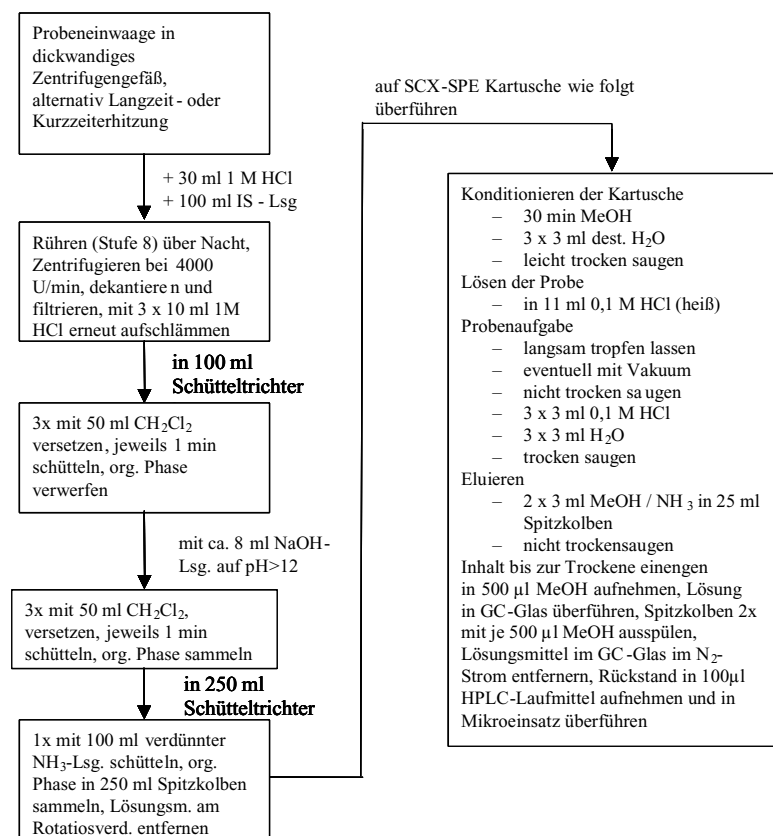 Probeneinwaage in
dickwandiges
Zentrifugengefäß,
alternativ Langzeit - oder
Kurzzeiterhitzung
+ 30 ml 1 M HCl
+ 100 ml IS - Lsg
Rühren (Stufe 8) über Nacht,
Zentrifugieren bei 4000
U/min, dekantiere n und
filtrieren, mit 3 x 10 ml 1M
HCl erneut aufschlämmen
in 100 ml
Schütteltrichter
3x mit 50 ml CH₂Cl₂
versetzen, jeweils 1 min
schütteln, org. Phase
verwerfen
mit ca. 8 ml NaOH-
Lsg. auf pH>12
3x mit 50 ml CH₂Cl₂,
versetzen, jeweils 1 min
schütteln, org. Phase sammeln
in 250 ml
Schütteltrichter
1x mit 100 ml verdünnter
NH₃-Lsg. schütteln, org.
Phase in 250 ml Spitzkolben
sammeln, Lösungsm. am
Rotatiosverd. entfernen
auf SCX-SPE Kartusche wie folgt
überführen
Konditionieren der Kartusche
– 30 min MeOH
– 3 x 3 ml dest. H₂O
– leicht trocken saugen
Lösen der Probe
– in 11 ml 0,1 M HCl (heiß)
Probenaufgabe
– langsam tropfen lassen
– eventuell mit Vakuum
– nicht trocken sa ugen
– 3 x 3 ml 0,1 M HCl
– 3 x 3 ml H₂O
– trocken saugen
Eluieren
– 2 x 3 ml MeOH / NH ₃ in 25 ml
Spitzkolben
– nicht trockensaugen
Inhalt bis zur Trockene einengen
in 500 µl MeOH aufnehmen, Lösung
in GC-Glas überführen, Spitzkolben 2x
mit je 500 µl MeOH ausspülen,
Lösungsmittel im GC -Glas im N₂-
Strom entfernern, Rückstand in 100µl
HPLC-Laufmittel aufnehmen und in
Mikroeinsatz überführen